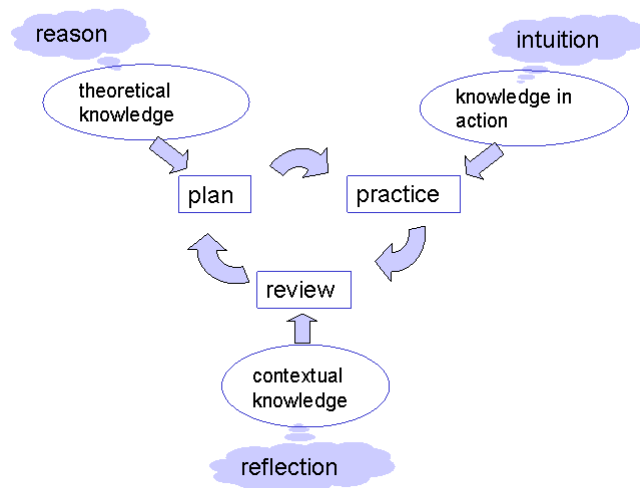 reason
intuition
theoretical
knowledge
knowledge in
action
plan
practice
review
contextual
knowledge
reflection